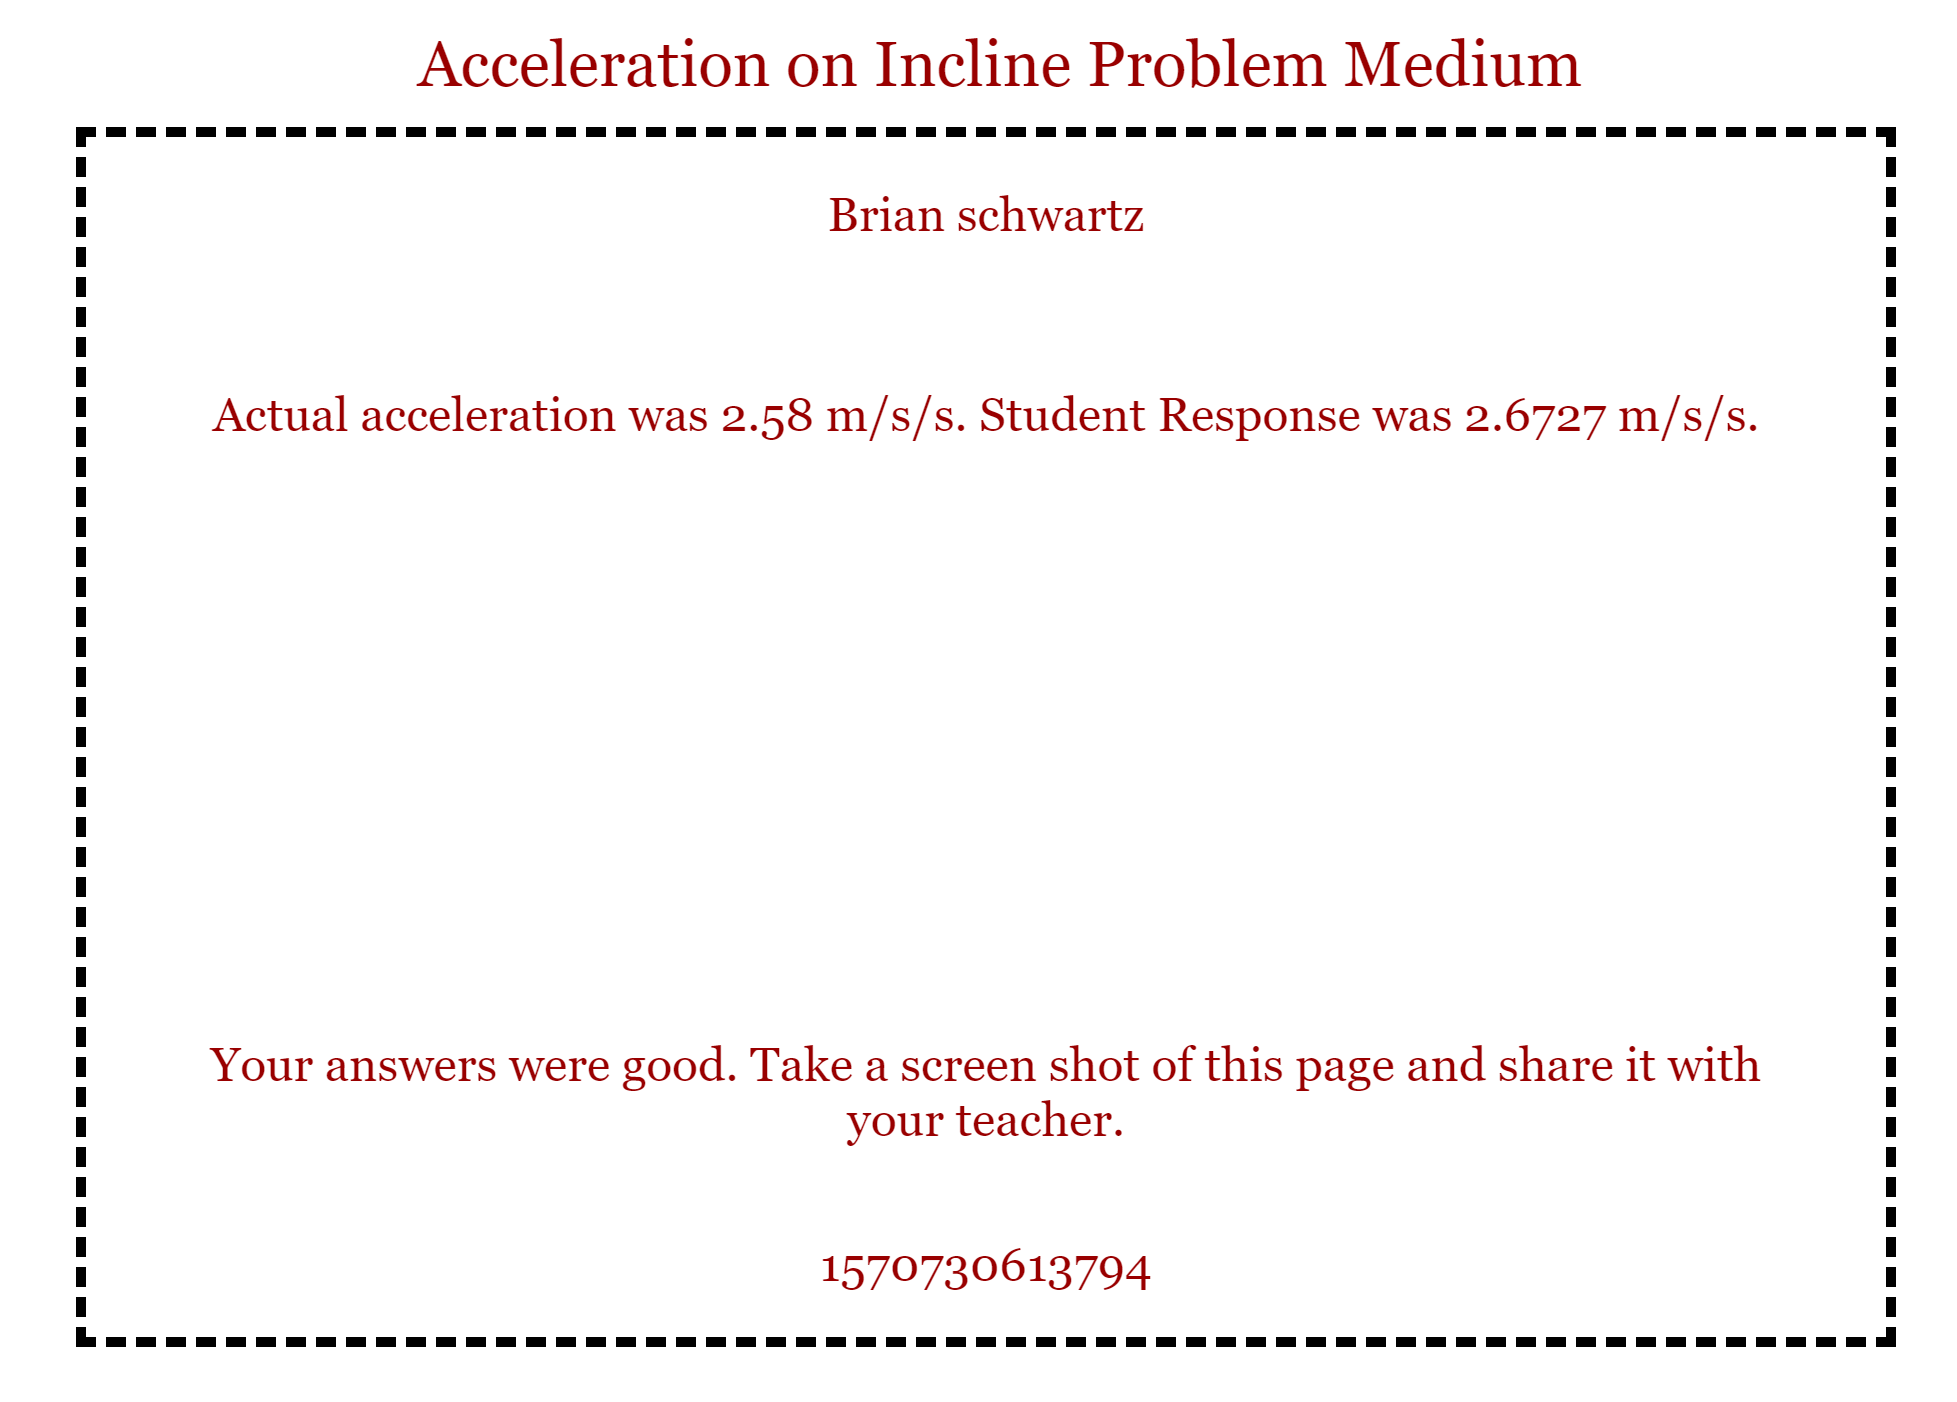 Acceleration on Incline Problem Medium
Brian schwartz
Actual acceleration was 2.58 m/s/s. Student Response was 2.6727 m/s/s.
Your answers were good. Take a screen shot of this page and share it with
your teacher.
1570730613794